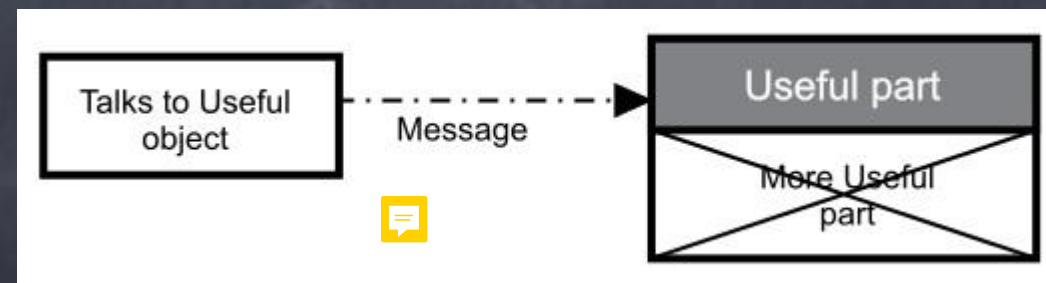 Talks to Useful
object
Message
Useful part
More Useful
part